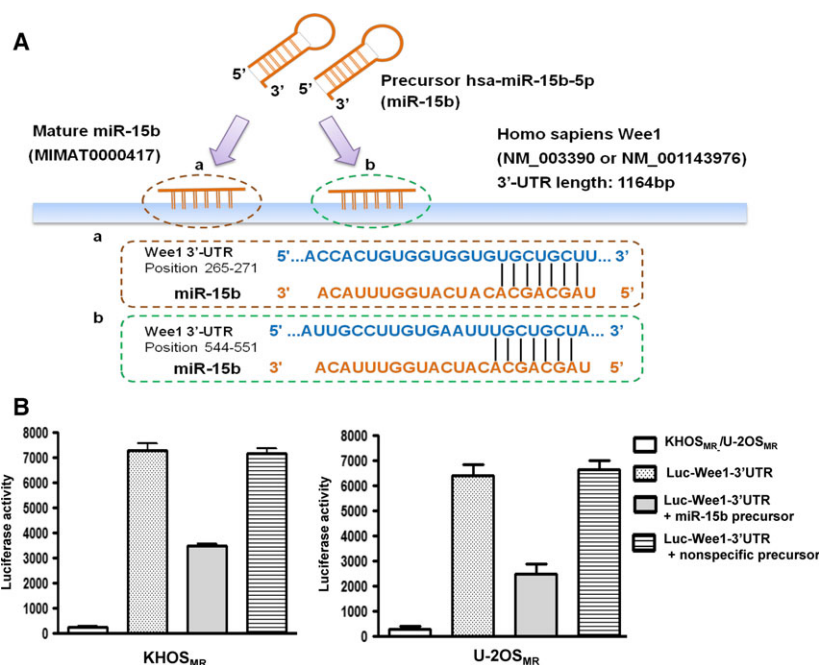 A
5’
3’
5’
3’
Precursor hsa-miR-15b-5p
(miR-15b)
Mature miR-15b
(MIMAT0000417)
Homo sapiens Wee1
(NM_003390 or NM_001143976)
3’-UTR length: 1164bp
a
b
a
Wee1 3’-UTR
Position 265-271
5'...ACCACUGUGGUGGUGUGCUGCUU... 3’
miR-15b
3’ ACAUUUGGUACUACACGACGAU 5’
b
Wee1 3’-UTR
Position 544-551
5' ...AUUGCCUUGUGAAUUUGCUGCUA... 3’
miR-15b
3’ ACAUUUGGUACUACACGACGAU 5’
B
Luciferase activity
8000
7000
6000
5000
4000
3000
2000
1000
0
KHOSMR
Luciferase activity
8000
7000
6000
5000
4000
3000
2000
1000
0
U-2OSMR
KHOSMR/U-2OSMR
Luc-Wee1-3’UTR
Luc-Wee1-3’UTR
+ miR-15b precursor
Luc-Wee1-3’UTR
+ nonspecific precursor